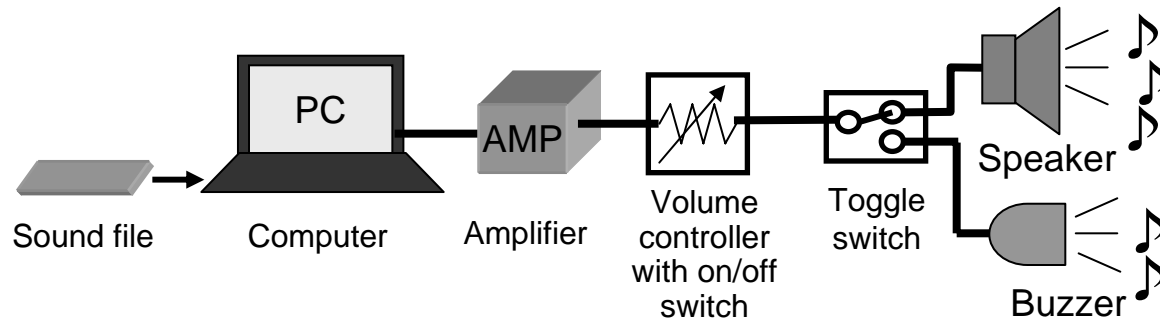 PC
AMP
Sound file
Computer
Amplifier
Volume
controller
with on/off
switch
Toggle
switch
Speaker
Buzzer